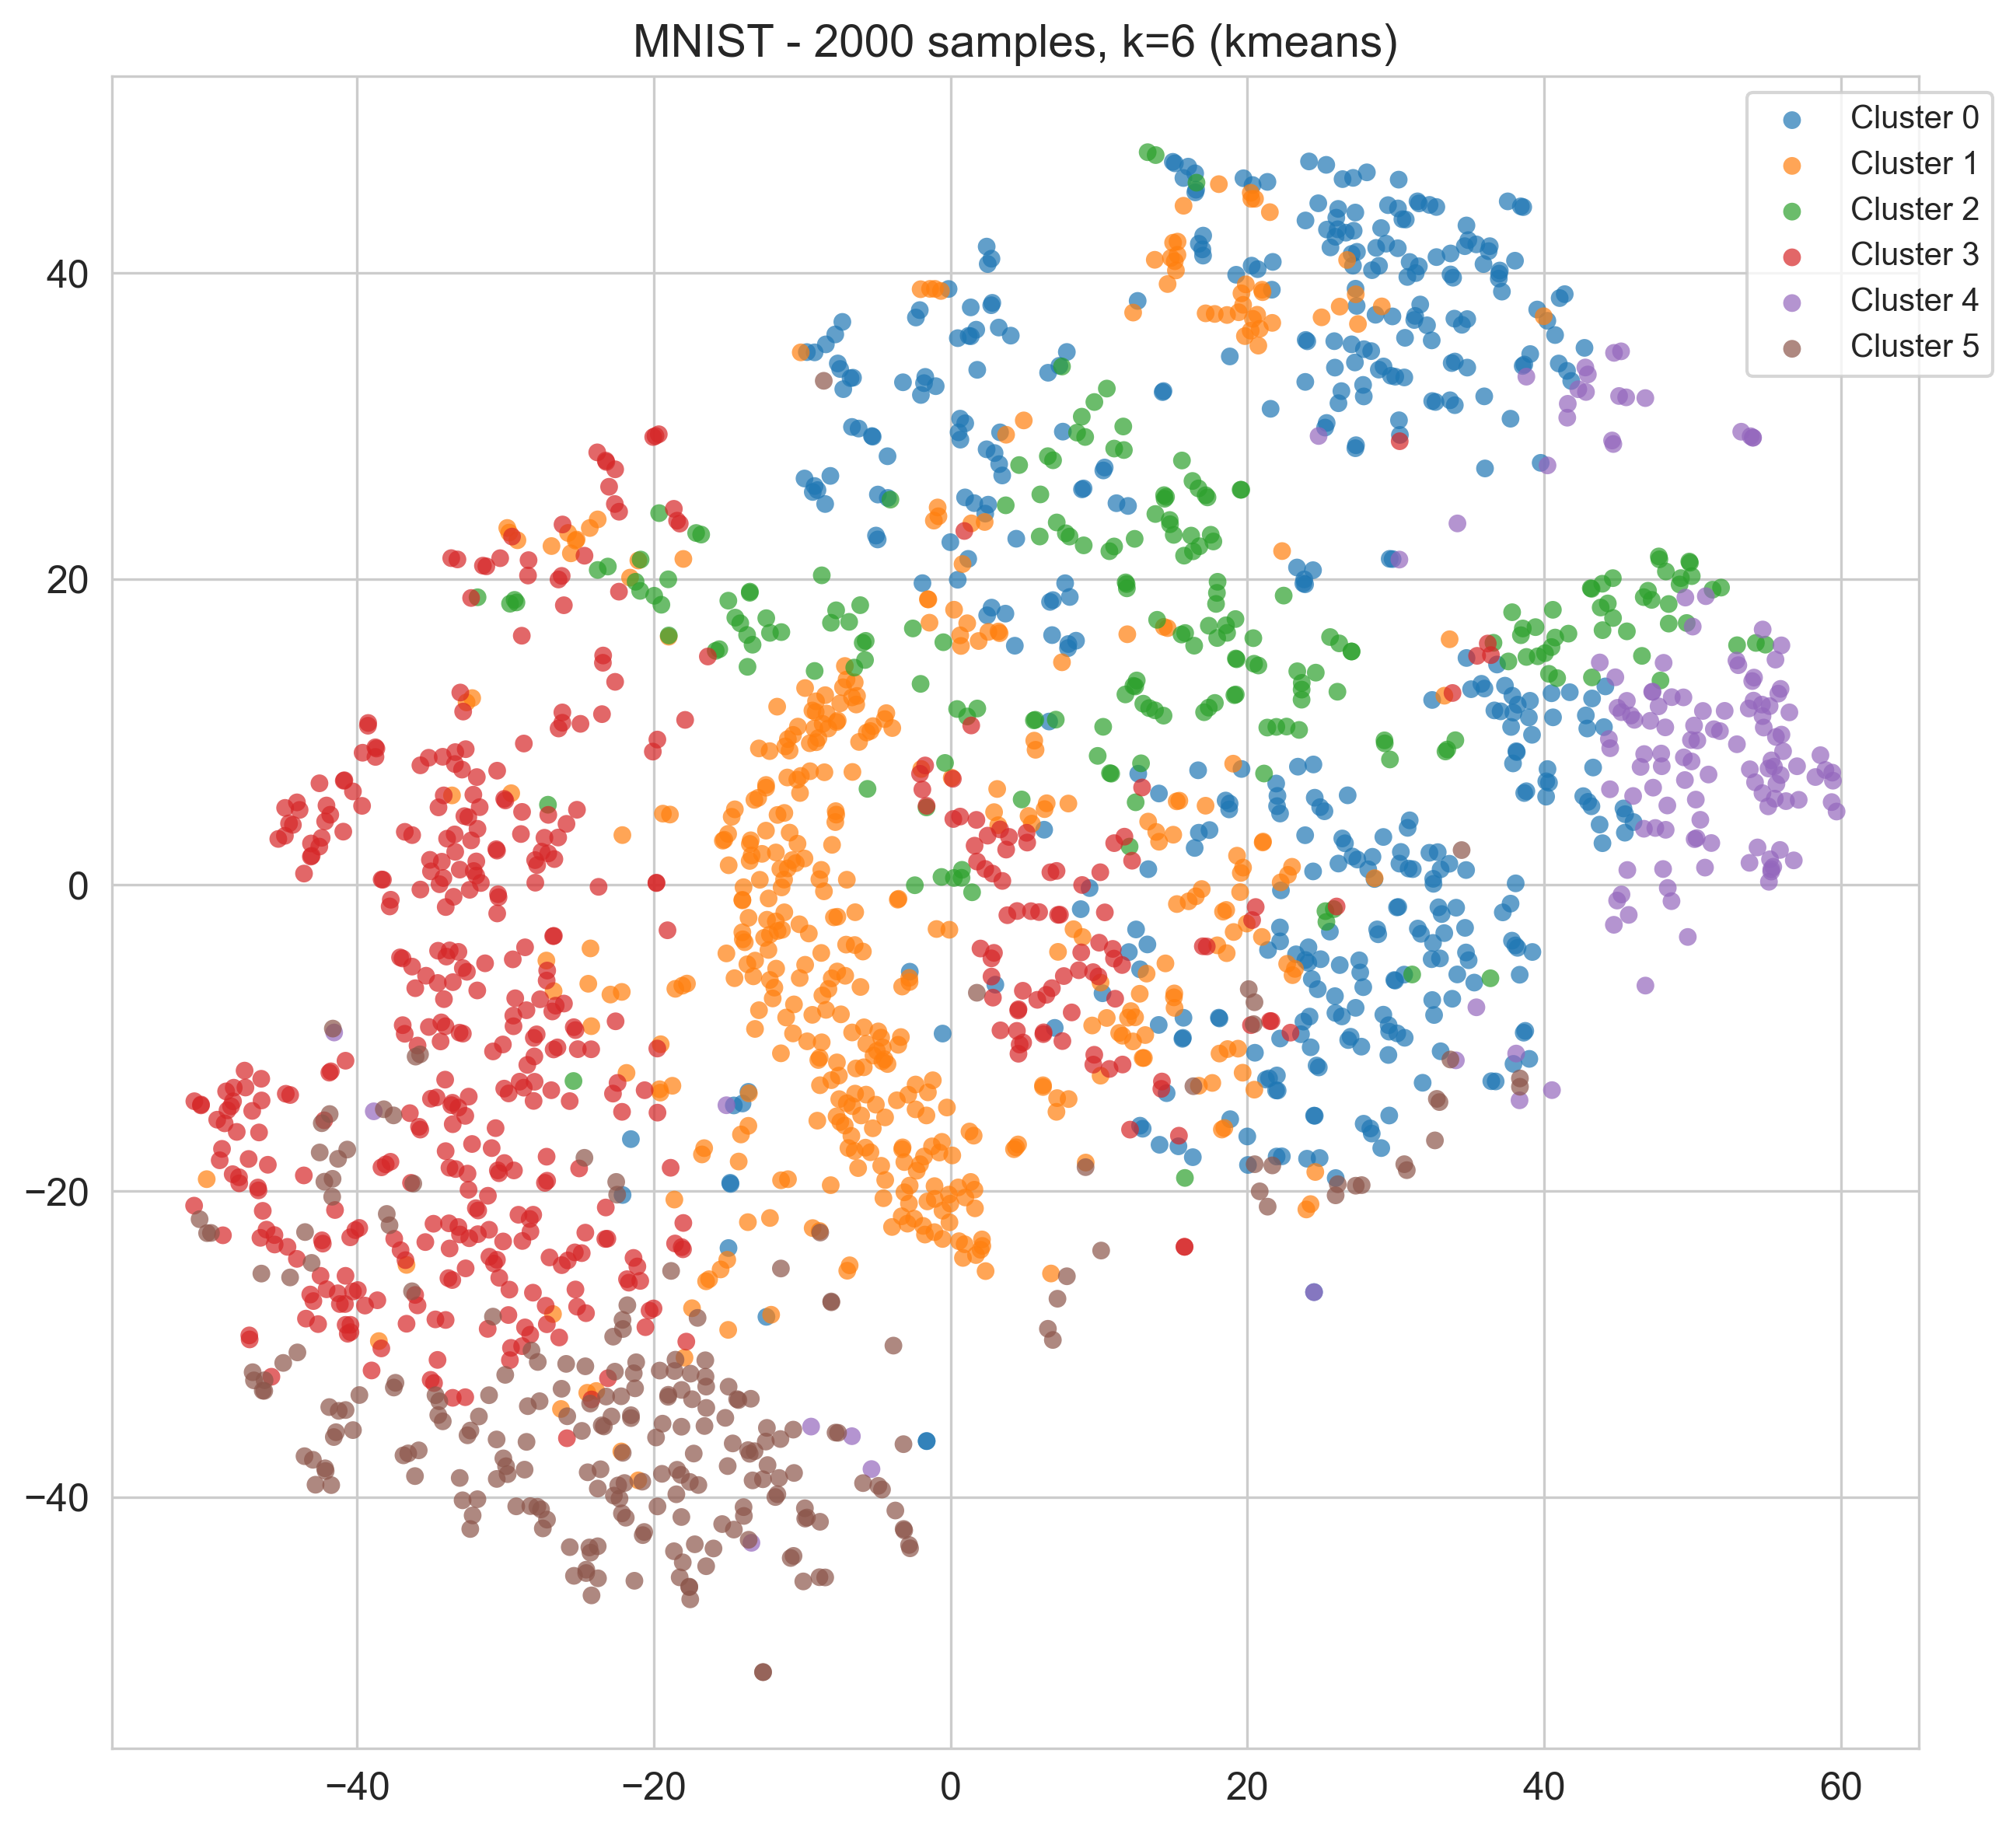 MNIST - 2000 samples, k=6 (kmeans)
Cluster 0
Cluster 1
Cluster 2
Cluster 3
Cluster 4
Cluster 5
40
20
0
−20
−40
−40 −20 0 20 40 60